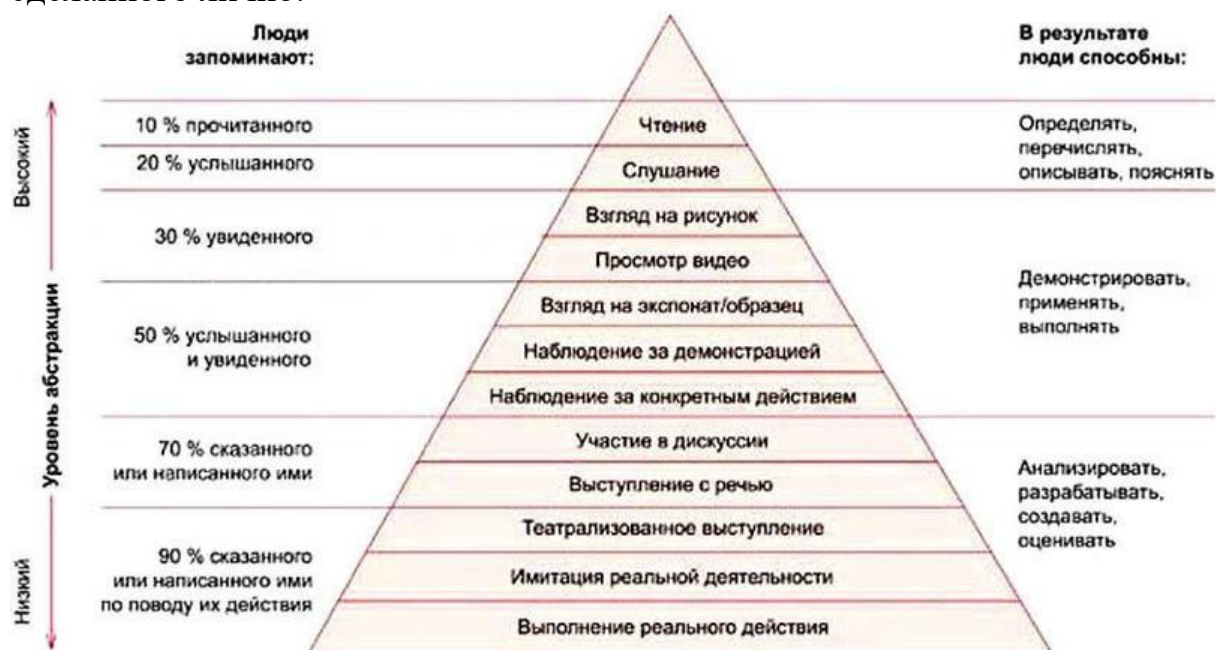 Люди
запоминают:
В результате
люди способны:
Высокий
Уровень абстракции
Низкий
10 % прочитанного
20 % услышанного
30 % увиденного
50 % услышанного
и увиденного
70 % сказанного
или написанного ими
90 % сказанного
или написанного ими
по поводу их действия
Чтение
Слушание
Взгляд на рисунок
Просмотр видео
Взгляд на экспонат/образец
Наблюдение за демонстрацией
Наблюдение за конкретным действием
Участие в дискуссии
Выступление с речью
Театрализованное выступление
Имитация реальной деятельности
Выполнение реального действия
Определять,
перечислять,
описывать, пояснять
Демонстрировать,
применять,
выполнять
Анализировать,
разрабатывать,
создавать,
оценивать